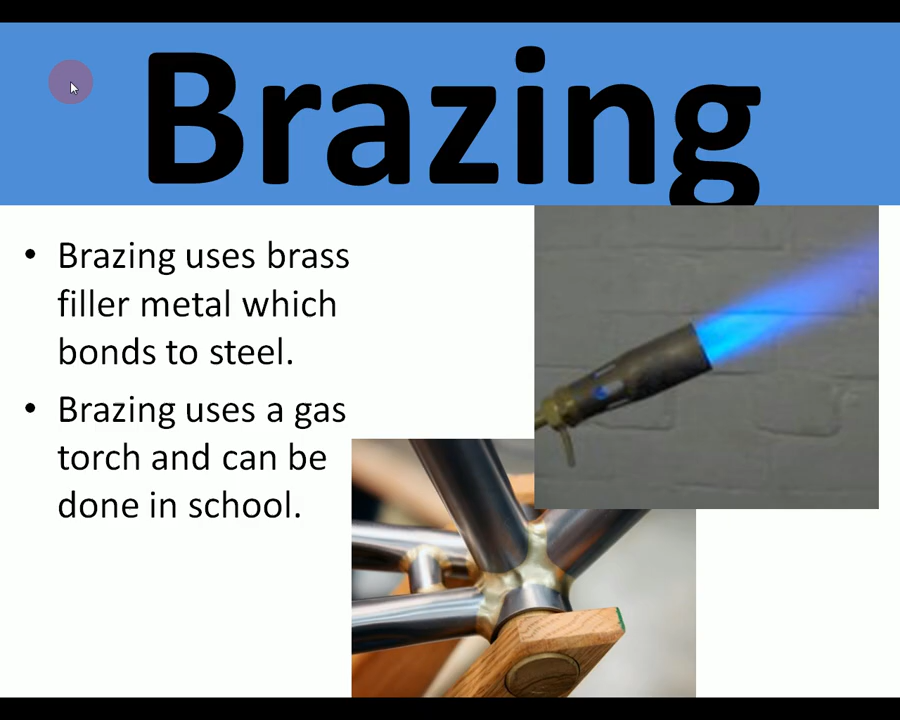 Brazing
• Brazing uses brass
filler metal which
bonds to steel.
• Brazing uses a gas
torch and can be
done in school.